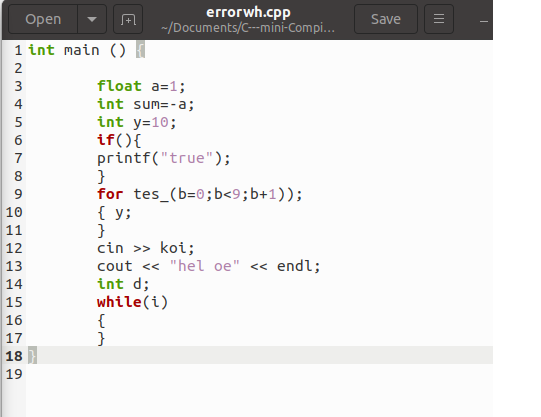 errorwh.cpp
Open ~/Documents/C---mini-Compi... Save
1 int main () {
2
3 float a=1;
4 int sum=-a;
5 int y=10;
6 if(){
7 printf("true");
8 }
9 for tes_(b=0;b<9;b+1));
10 { y;
11 }
12 cin >> koi;
13 cout << "hel oe" << endl;
14 int d;
15 while(i)
16 {
17 }
18 }
19